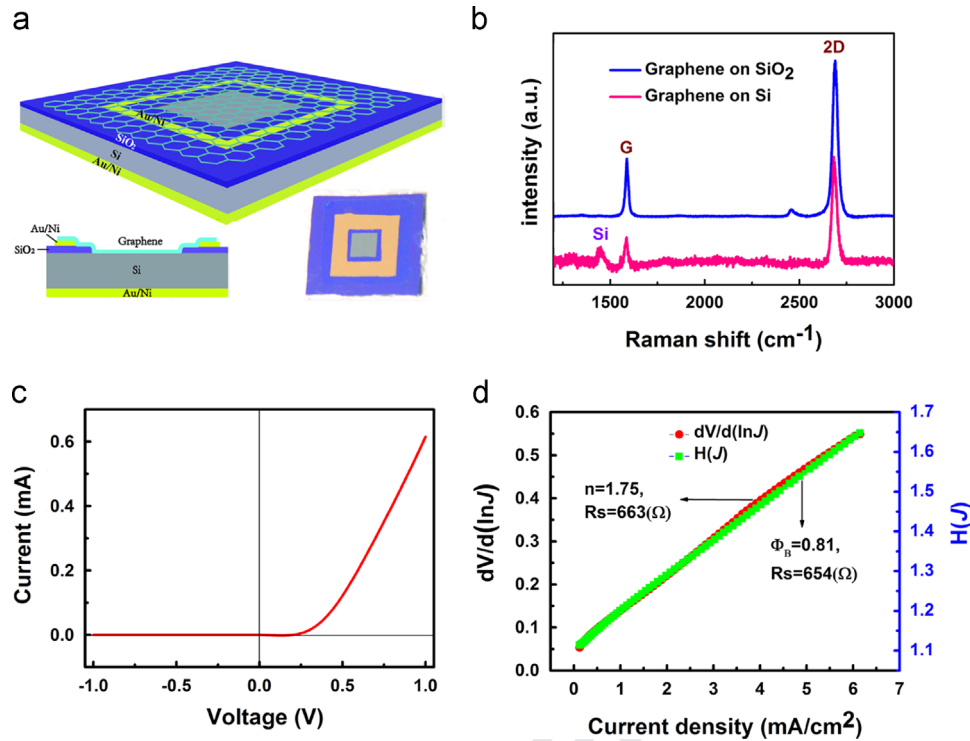 a
Au/Ni
SiO₂
Si
Au/Ni
Au/Ni
Graphene
SiO₂
Si
Au/Ni
b
2D
Graphene on SiO₂
Graphene on Si
G
Si
intensity (a.u.)
1500 2000 2500 3000
Raman shift (cm⁻¹)
c
0.6
0.4
0.2
0.0
Current (mA)
-1.0 -0.5 0.0 0.5 1.0
Voltage (V)
d
0.6
0.5
0.4
0.3
0.2
0.1
0.0
dV/d(lnJ)
dV/d(lnJ)
H(J)
n=1.75,
Rs=663(Ω)
Φ_B=0.81,
Rs=654(Ω)
1.7
1.6
1.5
1.4
1.3
1.2
1.1
H(J)
0 1 2 3 4 5 6 7
Current density (mA/cm²)